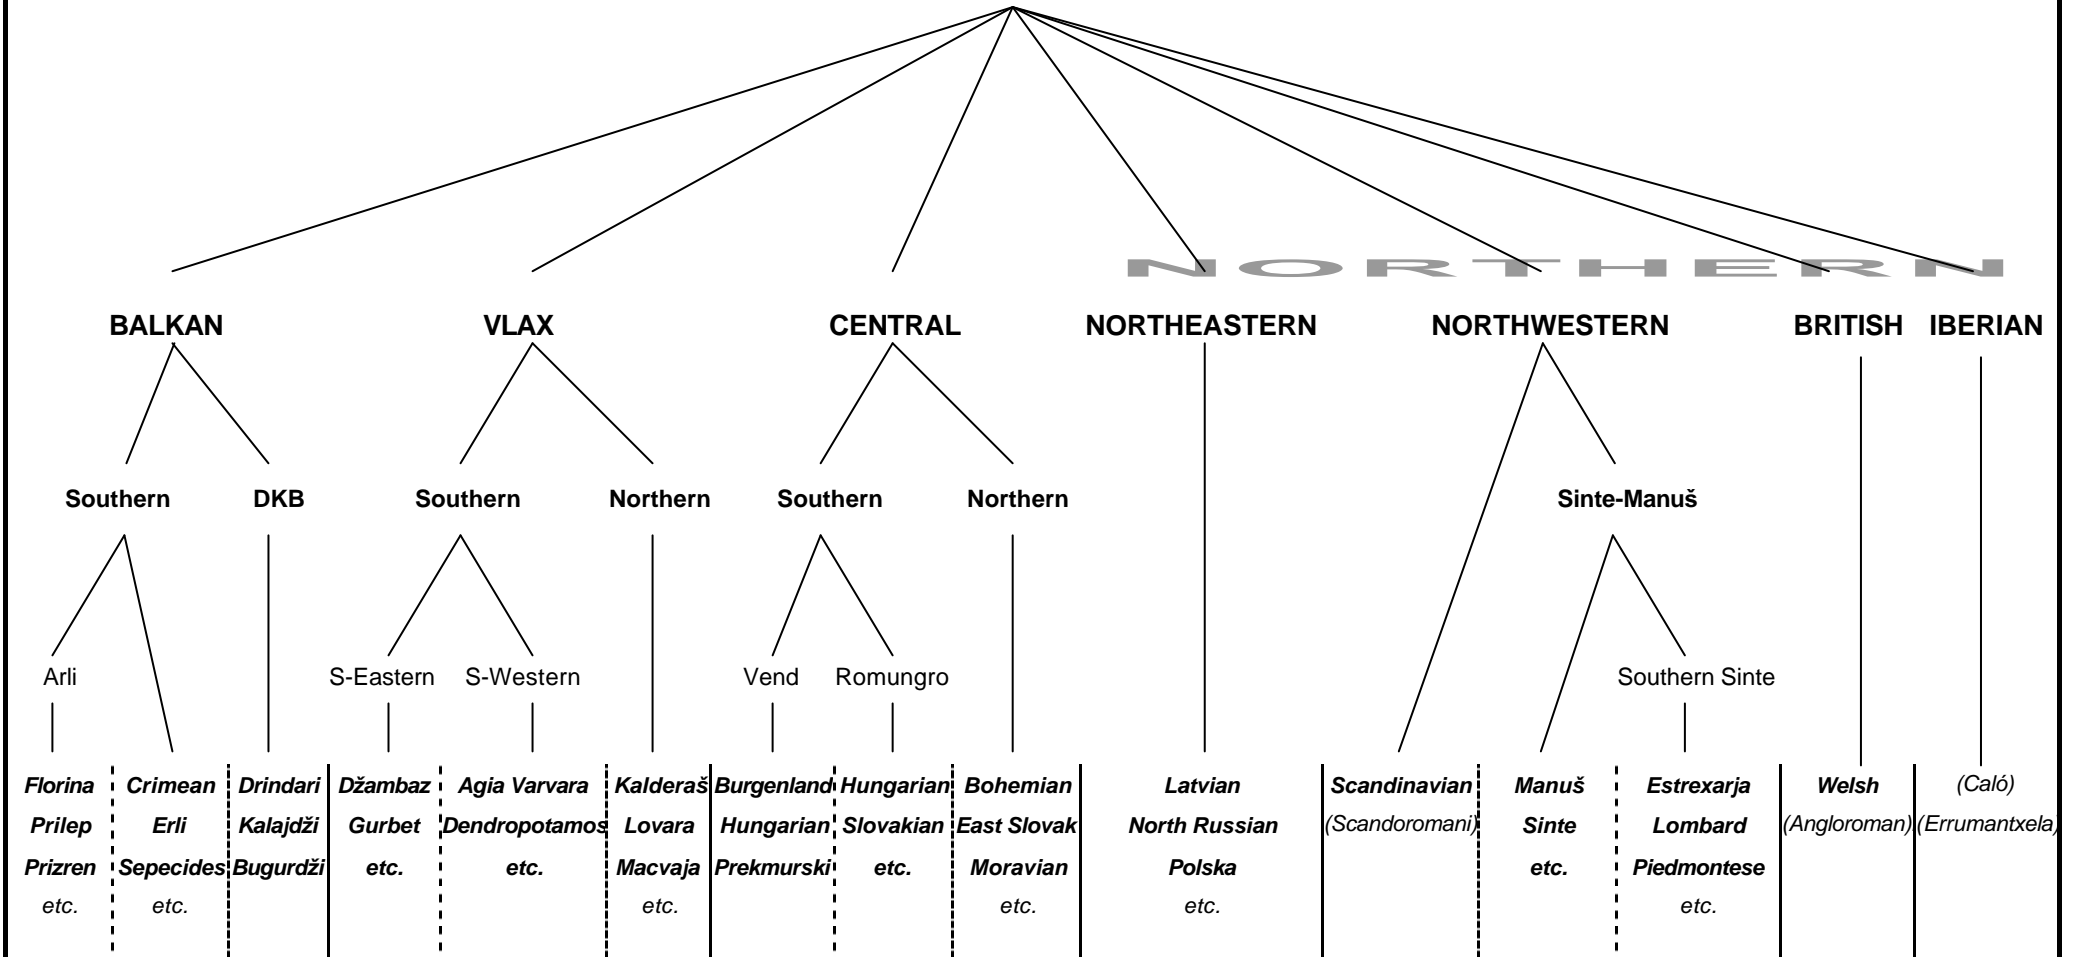 NORTHERN
BALKAN VLAX CENTRAL NORTHEASTERN NORTHWESTERN BRITISH IBERIAN
Southern DKB Southern Northern Southern Northern Sinte-Manuš
Arli S-Eastern S-Western Vend Romungro Southern Sinte
Florina Crimean Drindari Džambaz Agia Varvara Kalderaš Burgenland Hungarian Bohemian Latvian Scandinavian Manuš Estrexarja Welsh (Caló)
Prilep Erli Kalajdži Gurbet Dendropotamos Lovara Hungarian Slovakian East Slovak North Russian (Scandoromani) Sinte Lombard (Angloroman) (Errumantxela)
Prizren Sepecides Bugurdži etc. etc. Macvaja Prekmurski etc. Moravian Polska etc. Piedmontese
etc. etc. etc. etc. etc. etc.